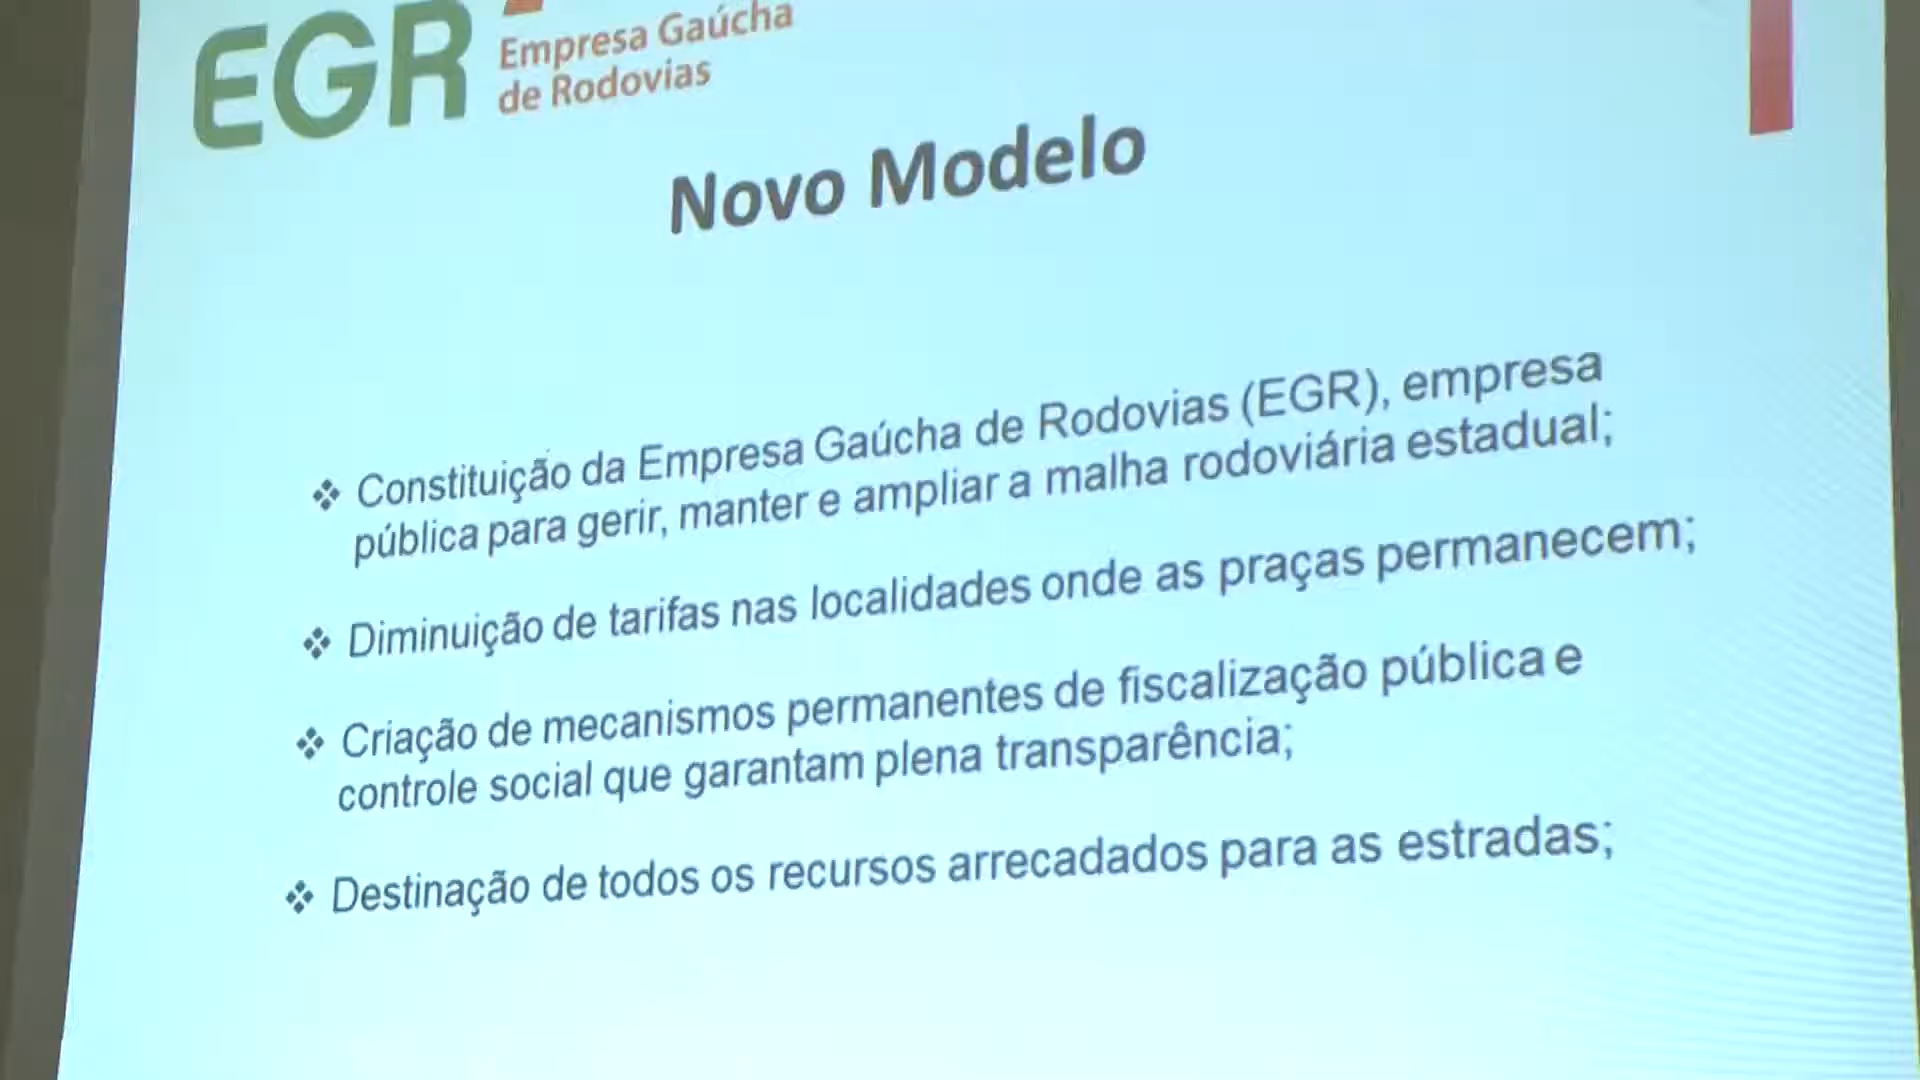 EGR
Empresa Gaúcha
de Rodovias
Novo Modelo
Constituição da Empresa Gaúcha de Rodovias (EGR), empresa
pública para gerir, manter e ampliar a malha rodoviária estadual;
Diminuição de tarifas nas localidades onde as praças permanecem;
Criação de mecanismos permanentes de fiscalização pública e
controle social que garantam plena transparência;
Destinação de todos os recursos arrecadados para as estradas;